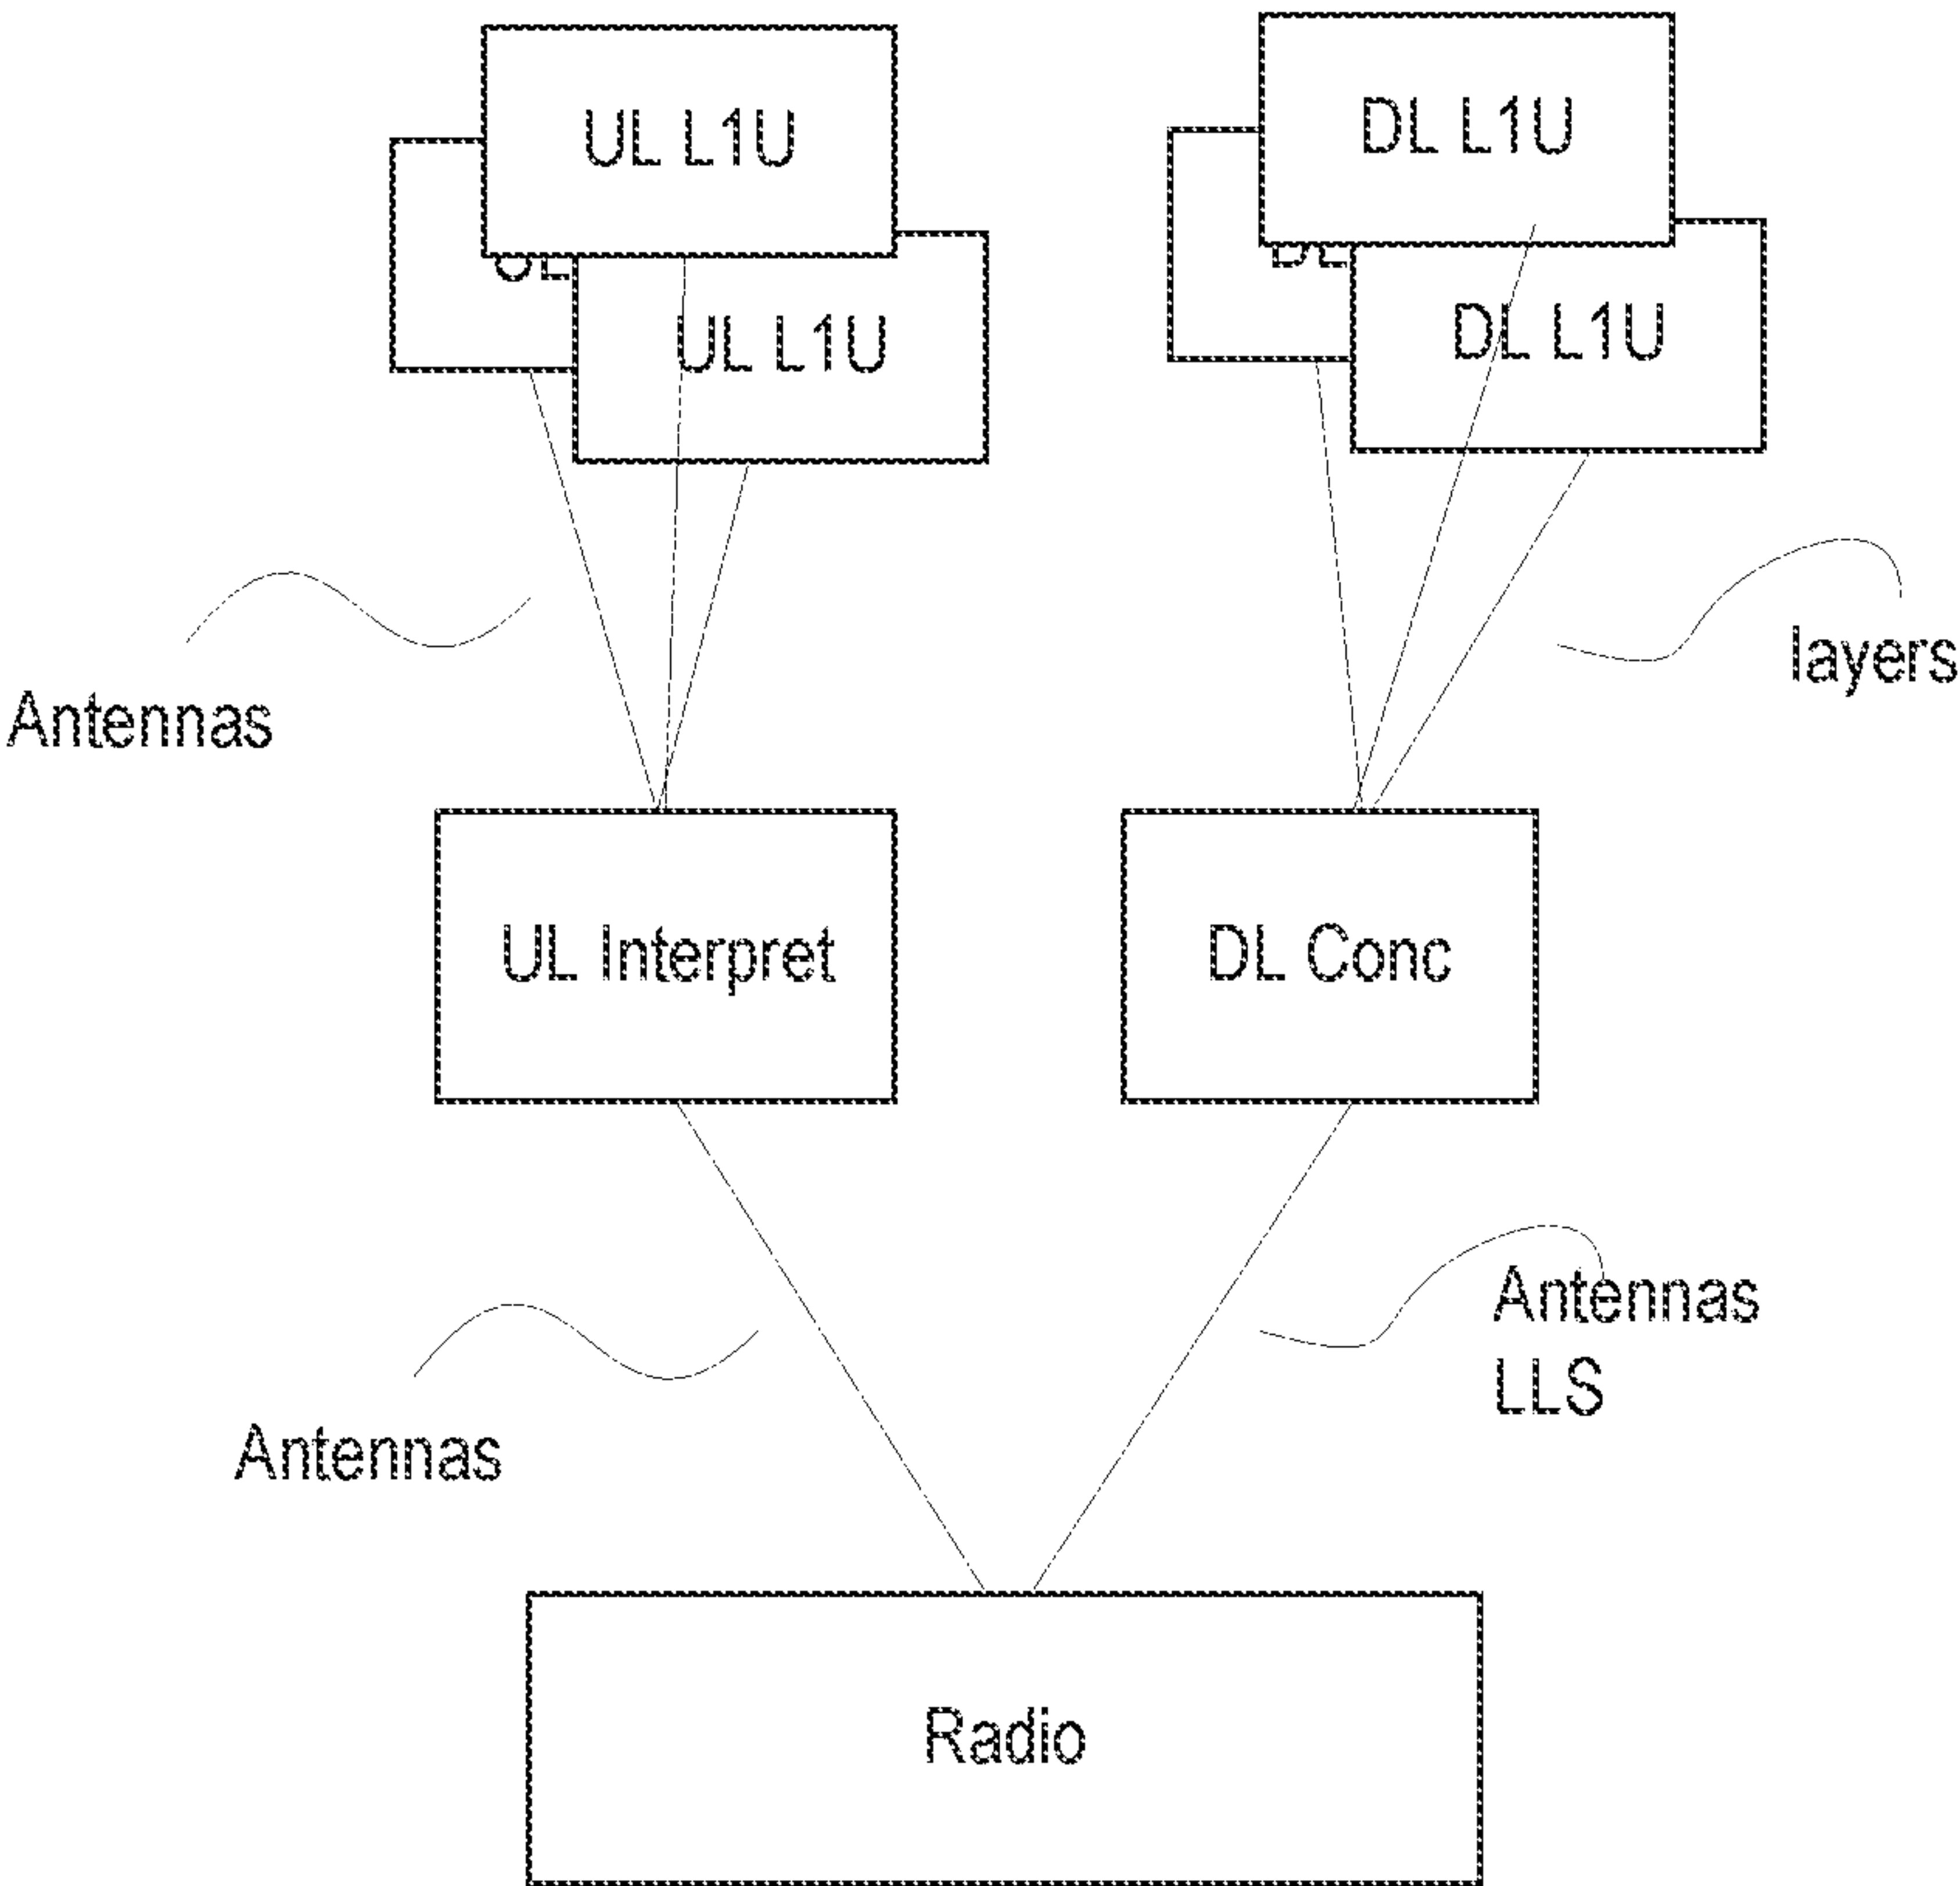 UL L1U
DL L1U
UL L1U
DL L1U
layers
Antennas
UL Interpret
DL Conc
Antennas
LLS
Antennas
Radio